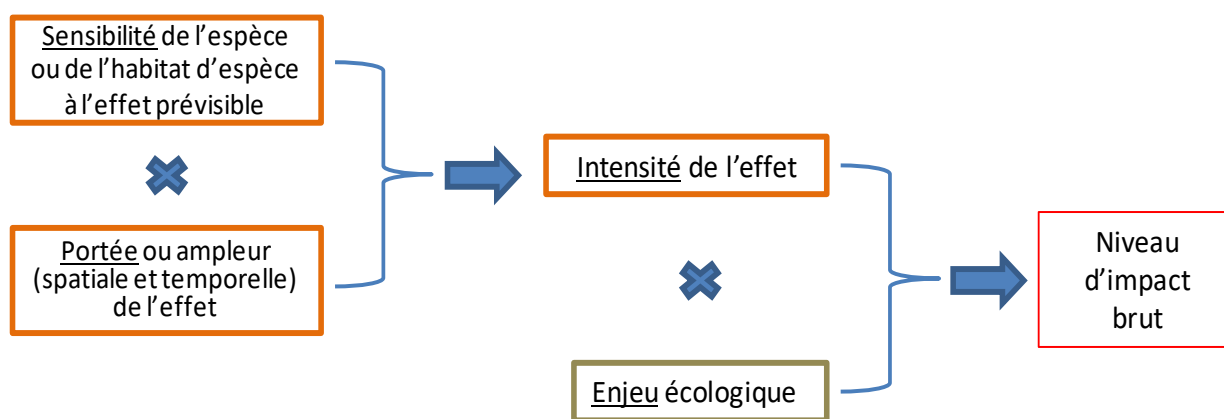 Sensibilité de l'espèce
ou de l'habitat d'espèce
à l'effet prévisible
Portée ou ampleur
(spatiale et temporelle)
de l'effet
Intensité de l'effet
Enjeu écologique
Niveau
d'impact
brut